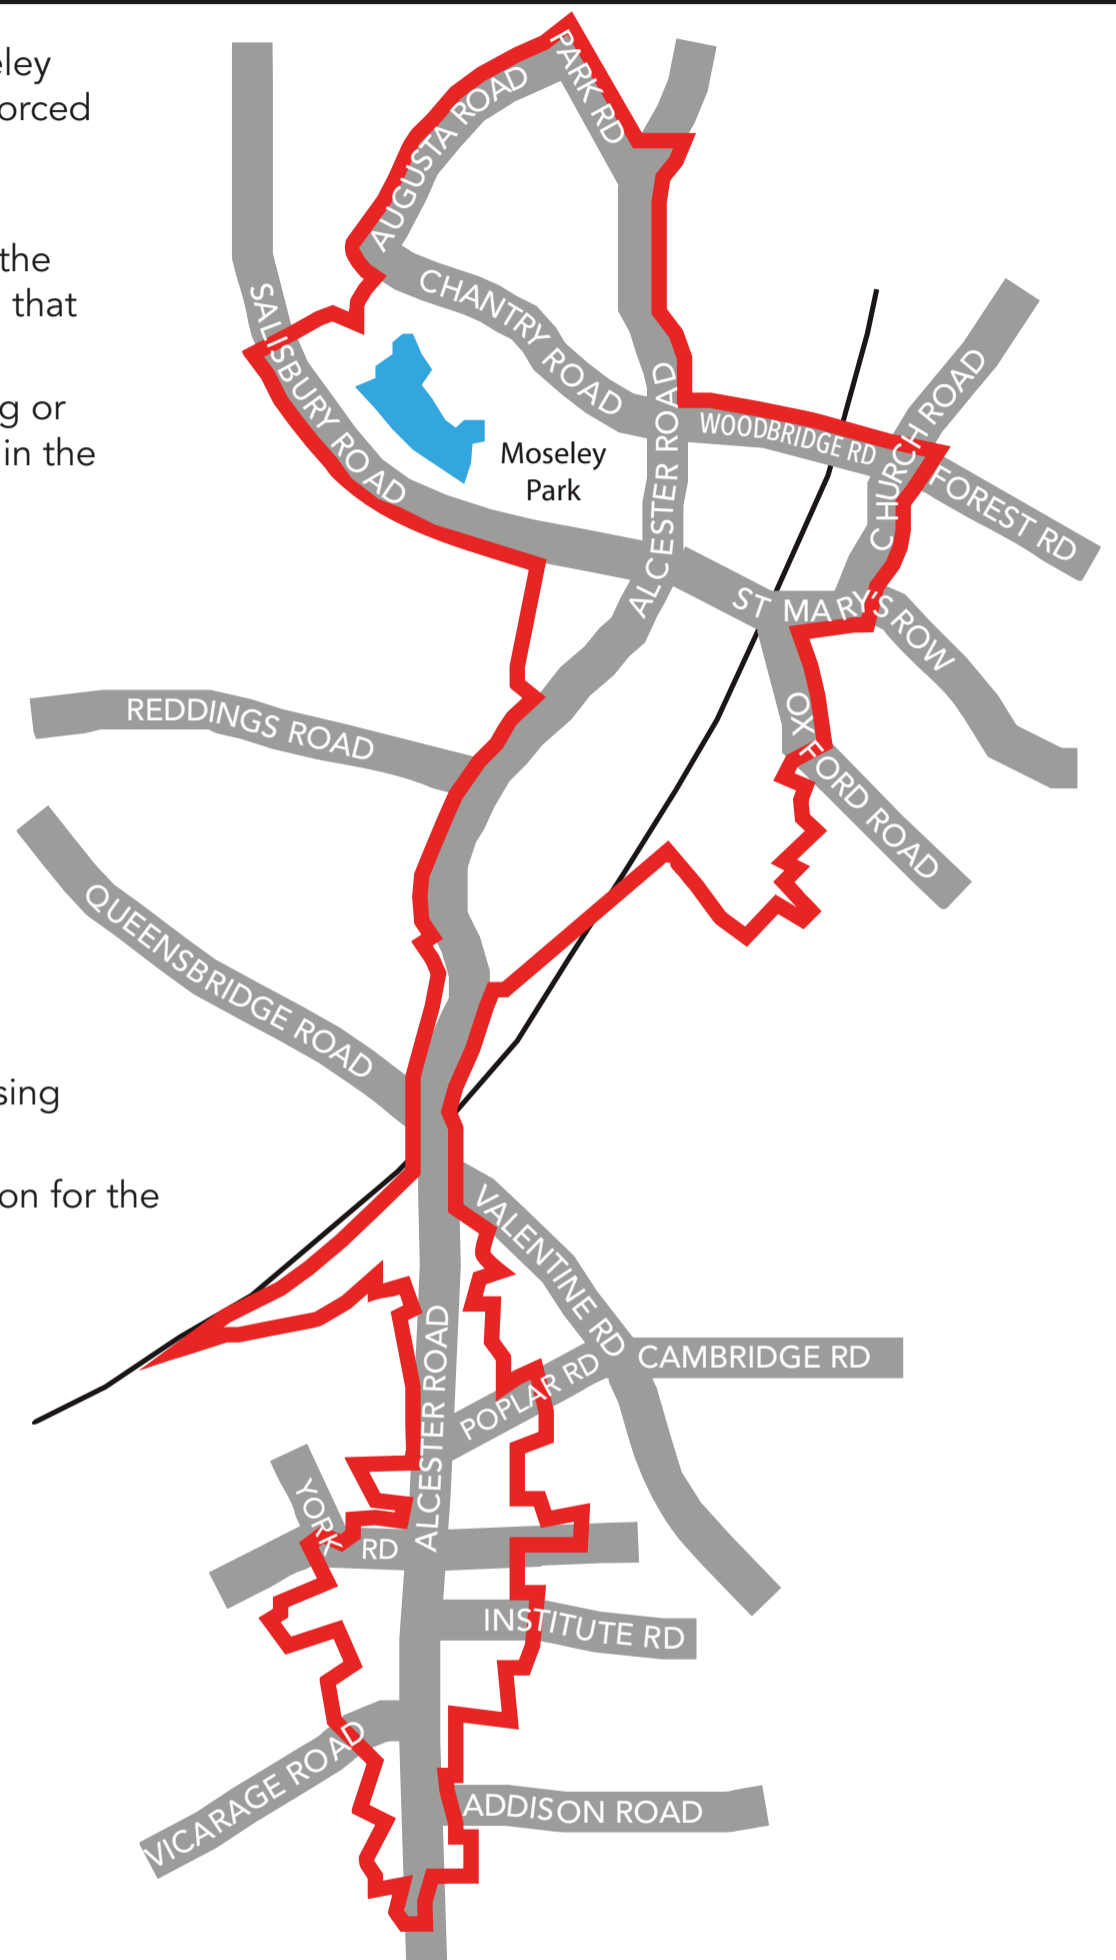 eley
orced
the
that
g or
in the
sing
on for the
PARK RD
AUGUSTA ROAD
CHANTRY ROAD
SALISBURY ROAD
Moseley
Park
ALCESTER ROAD
WOODBRIDGE RD
CHURCH ROAD
FOREST RD
ST MARY'S ROW
OXFORD ROAD
REDDINGS ROAD
QUEENSBRIDGE ROAD
VALENTINE RD
CAMBRIDGE RD
POPLAR RD
ALCESTER ROAD
YORK RD
INSTITUTE RD
VICARAGE ROAD
ADDISON ROAD